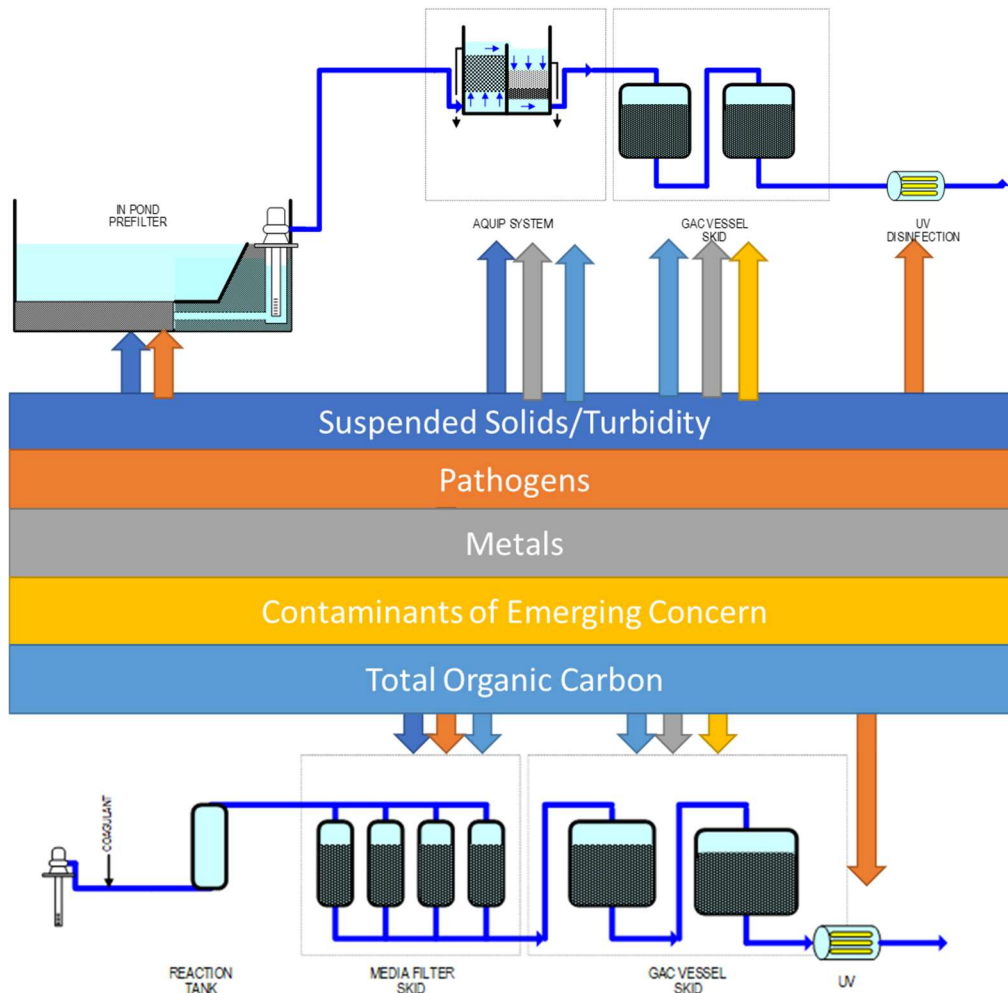 IN POND
PREFILTER
AQUIP SYSTEM
GAC VESSEL
SKID
UV
DISINFECTION
Suspended Solids/Turbidity
Pathogens
Metals
Contaminants of Emerging Concern
Total Organic Carbon
COAGULANT
REACTION
TANK
MEDIA FILTER
SKID
GAC VESSEL
SKID
UV